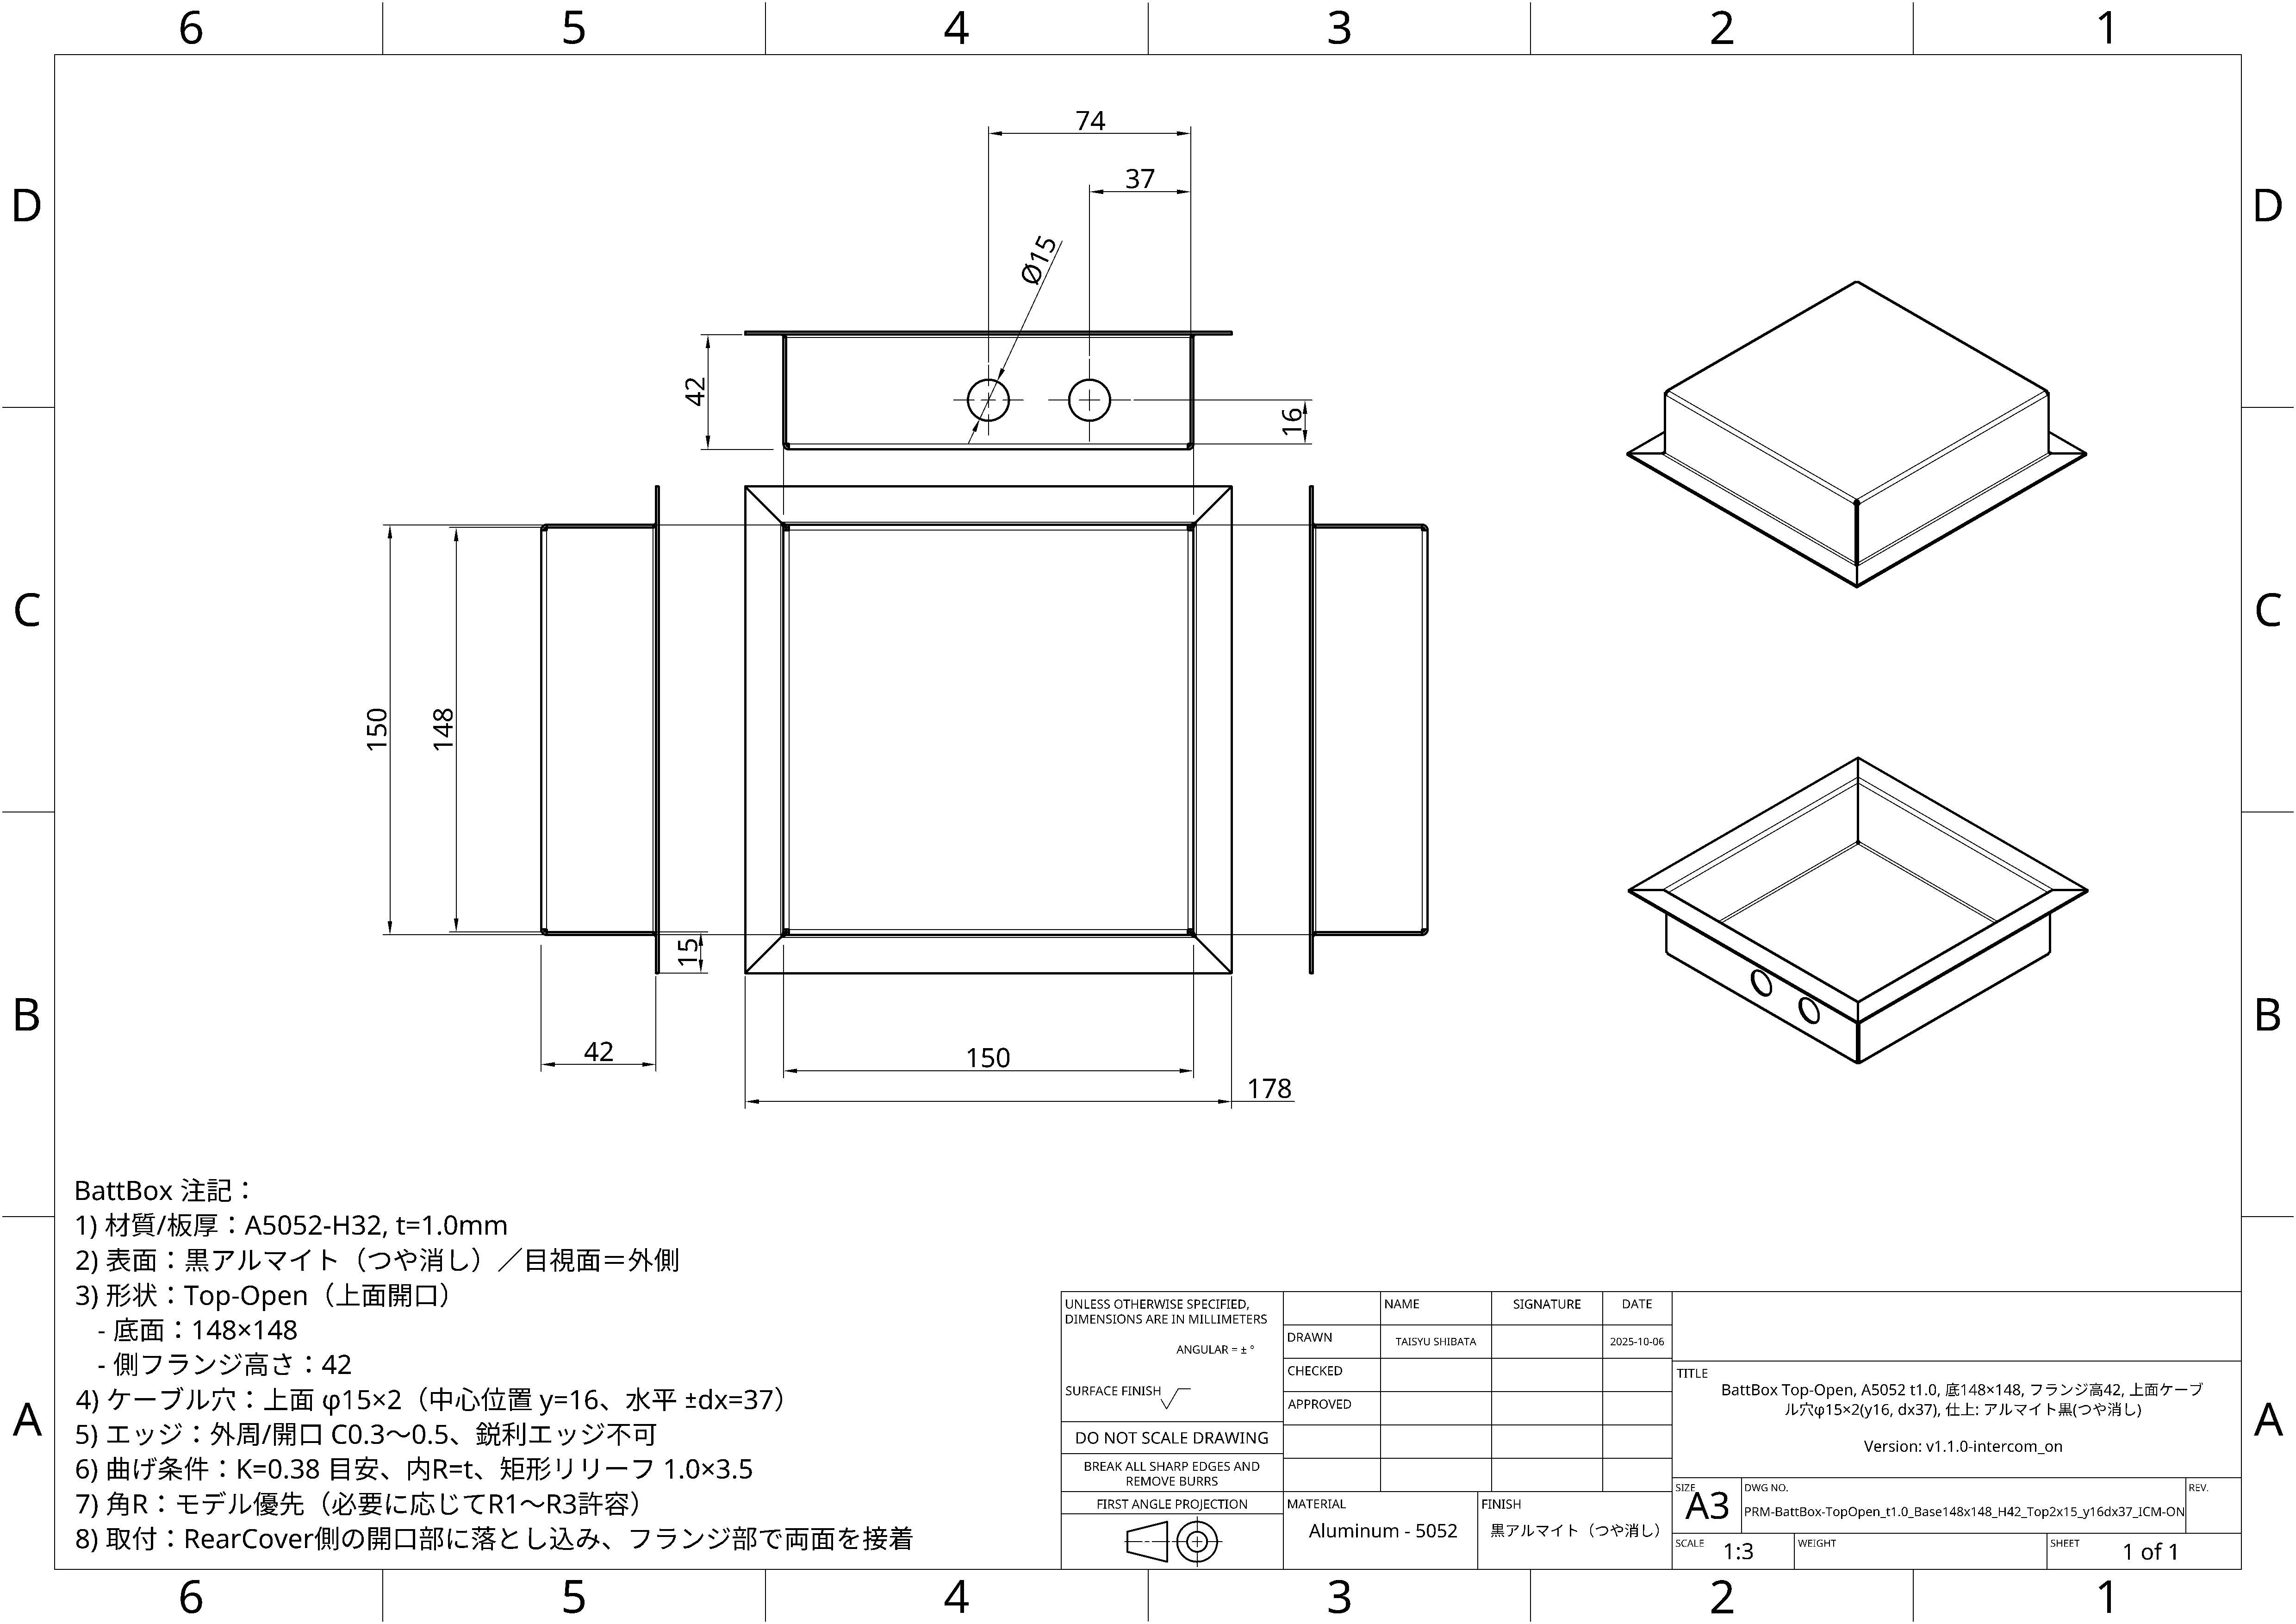 6 5 4 3 2 1
D
D
C
C
B
B
A
A
74
37
Ø15
42
16
150
148
15
42
150
178
BattBox 注記：
1) 材質/板厚：A5052-H32, t=1.0mm
2) 表面：黒アルマイト（つや消し）／目視面＝外側
3) 形状：Top-Open（上面開口）
- 底面：148×148
- 側フランジ高さ：42
4) ケーブル穴：上面 φ15×2（中心位置 y=16、水平 ±dx=37）
5) エッジ：外周/開口 C0.3～0.5、鋭利エッジ不可
6) 曲げ条件：K=0.38 目安、内R=t、矩形リリーフ 1.0×3.5
7) 角R：モデル優先（必要に応じてR1～R3許容）
8) 取付：RearCover側の開口部に落とし込み、フランジ部で両面を接着
UNLESS OTHERWISE SPECIFIED,
DIMENSIONS ARE IN MILLIMETERS
ANGULAR = ± °
SURFACE FINISH
DO NOT SCALE DRAWING
BREAK ALL SHARP EDGES AND
REMOVE BURRS
FIRST ANGLE PROJECTION
NAME SIGNATURE DATE
DRAWN TAISYU SHIBATA 2025-10-06
CHECKED
APPROVED
MATERIAL
Aluminum - 5052
FINISH
黒アルマイト（つや消し）
TITLE
BattBox Top-Open, A5052 t1.0, 底148×148, フランジ高42, 上面ケーブ
ル穴φ15×2(y16, dx37), 仕上: アルマイト黒(つや消し)
Version: v1.1.0-intercom_on
SIZE
A3
DWG NO.
PRM-BattBox-TopOpen_t1.0_Base148x148_H42_Top2x15_y16dx37_ICM-ON
REV.
SCALE 1:3
WEIGHT
SHEET 1 of 1
6 5 4 3 2 1